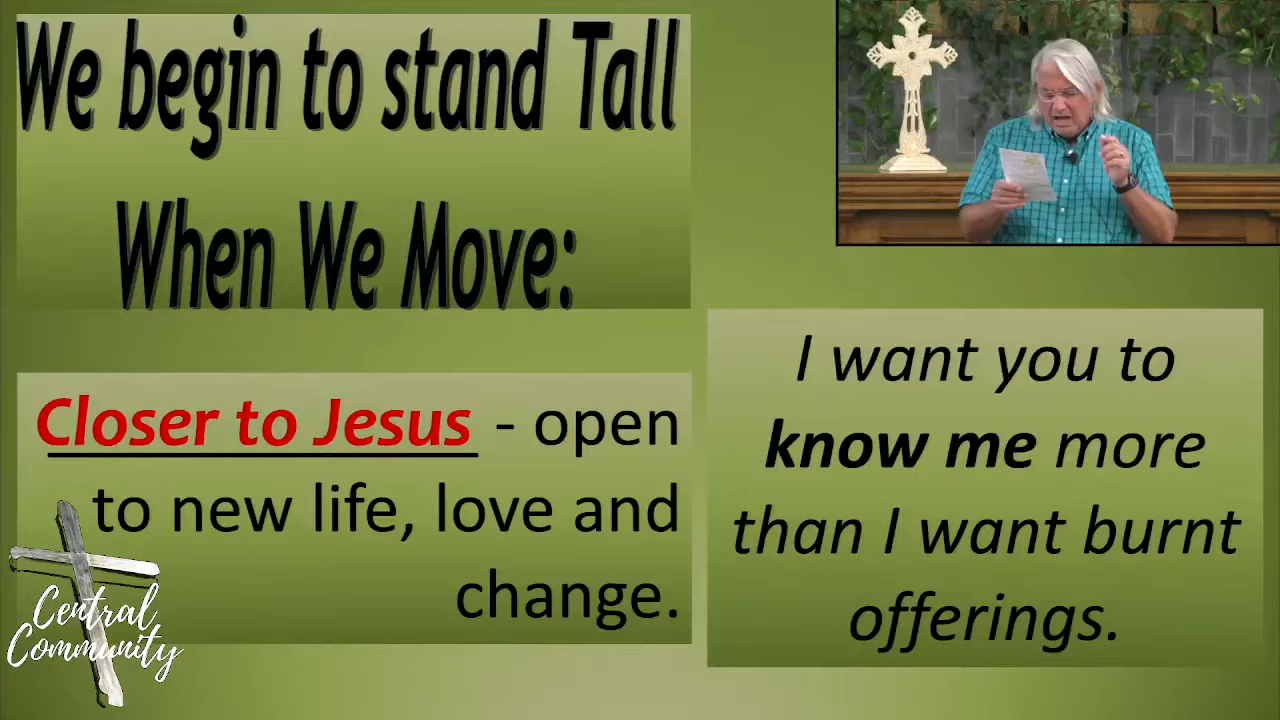 We begin to stand Tall
When We Move:
Closer to Jesus - open
to new life, love and
change.
I want you to
know me more
than I want burnt
offerings.
Central
Community